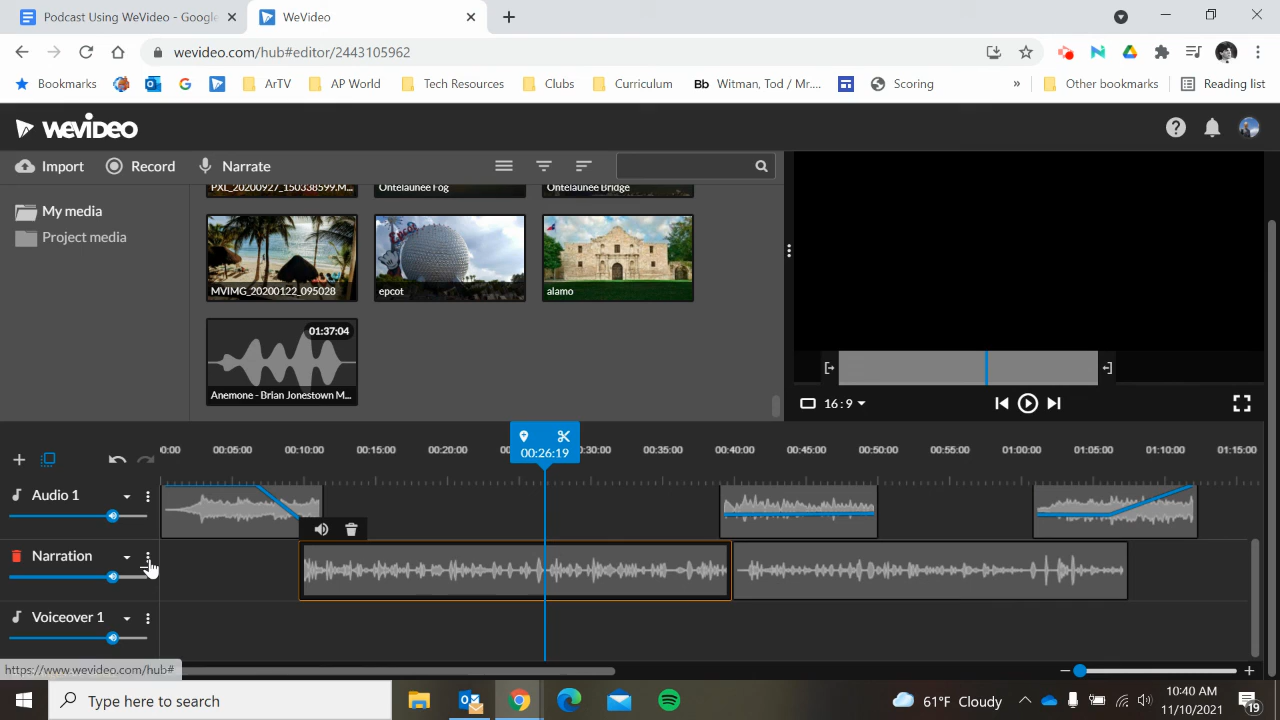 Podcast Using WeVideo - Google
WeVideo
wevideo.com/hub#editor/2443105962
Bookmarks
ArTV
AP World
Tech Resources
Clubs
Curriculum
Bb Witman, Tod / Mr....
Scoring
»
Other bookmarks
Reading list
wevideo
Import
Record
Narrate
My media
Project media
PXL_20200927_150338599.M...
Ontelaunee Fog
Ontelaunee Bridge
MVIMG_20200122_095028
epcot
alamo
01:37:04
Anemone - Brian Jonestown M...
16:9
0:00
00:05:00
00:10:00
00:15:00
00:20:00
00:26:19
00:30:00
00:35:00
00:40:00
00:45:00
00:50:00
00:55:00
01:00:00
01:05:00
01:10:00
01:15:00
Audio 1
Narration
Voiceover 1
https://www.wevideo.com/hub#
Type here to search
61°F Cloudy
10:40 AM
11/10/2021
19